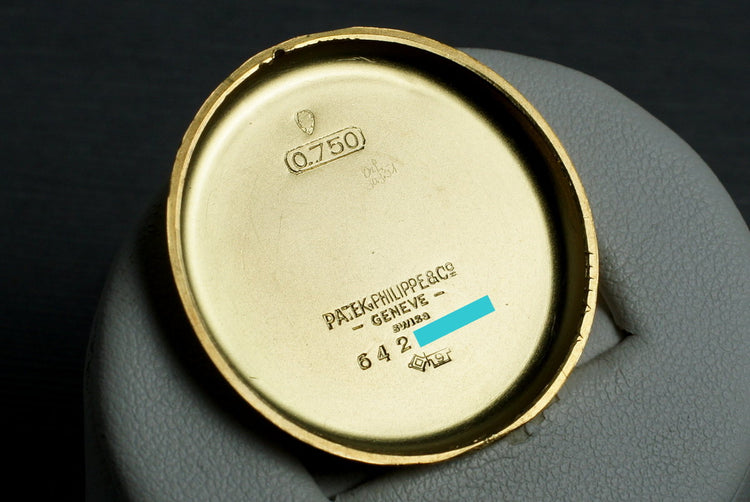 0.750
PATEK PHILIPPE & Cº
— GENEVE —
SWISS
642